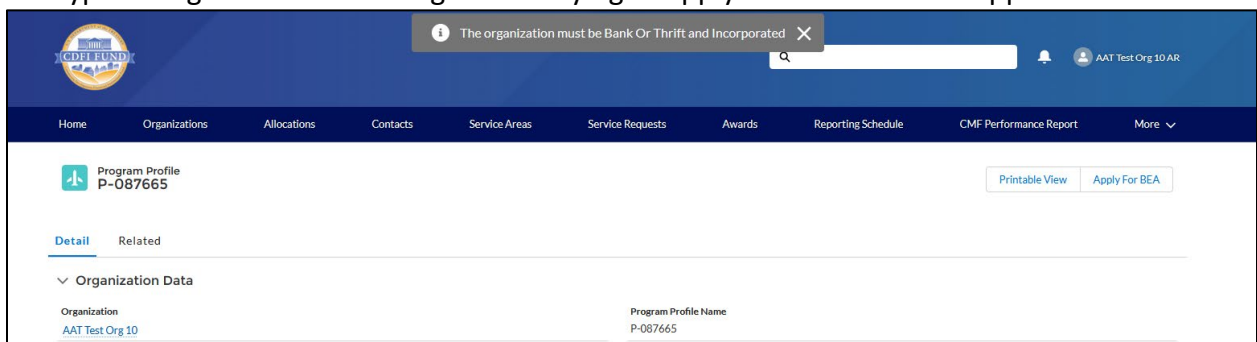 The organization must be Bank Or Thrift and Incorporated
CDFI FUND
AAT Test Org 10 AR
Home Organizations Allocations Contacts Service Areas Service Requests Awards Reporting Schedule CMF Performance Report More
Program Profile
P-087665
Printable View Apply For BEA
Detail Related
Organization Data
Organization Program Profile Name
AAT Test Org 10 P-087665